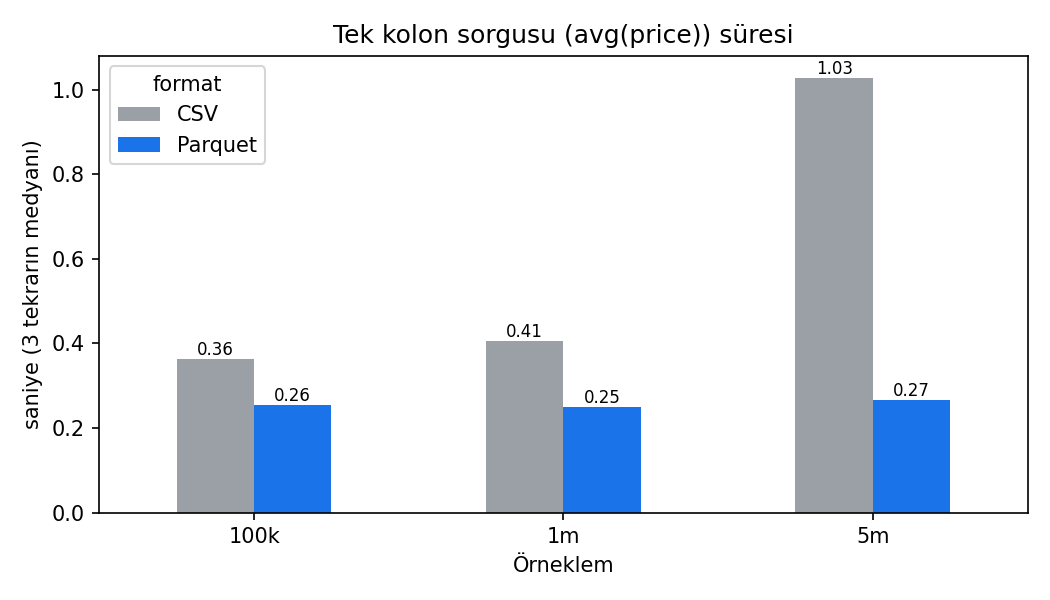 Tek kolon sorgusu (avg(price)) süresi
format
CSV
Parquet
saniye (3 tekrarın medyanı)
1.0
0.8
0.6
0.4
0.2
0.0
0.36
0.26
0.41
0.25
1.03
0.27
100k
1m
5m
Örneklem